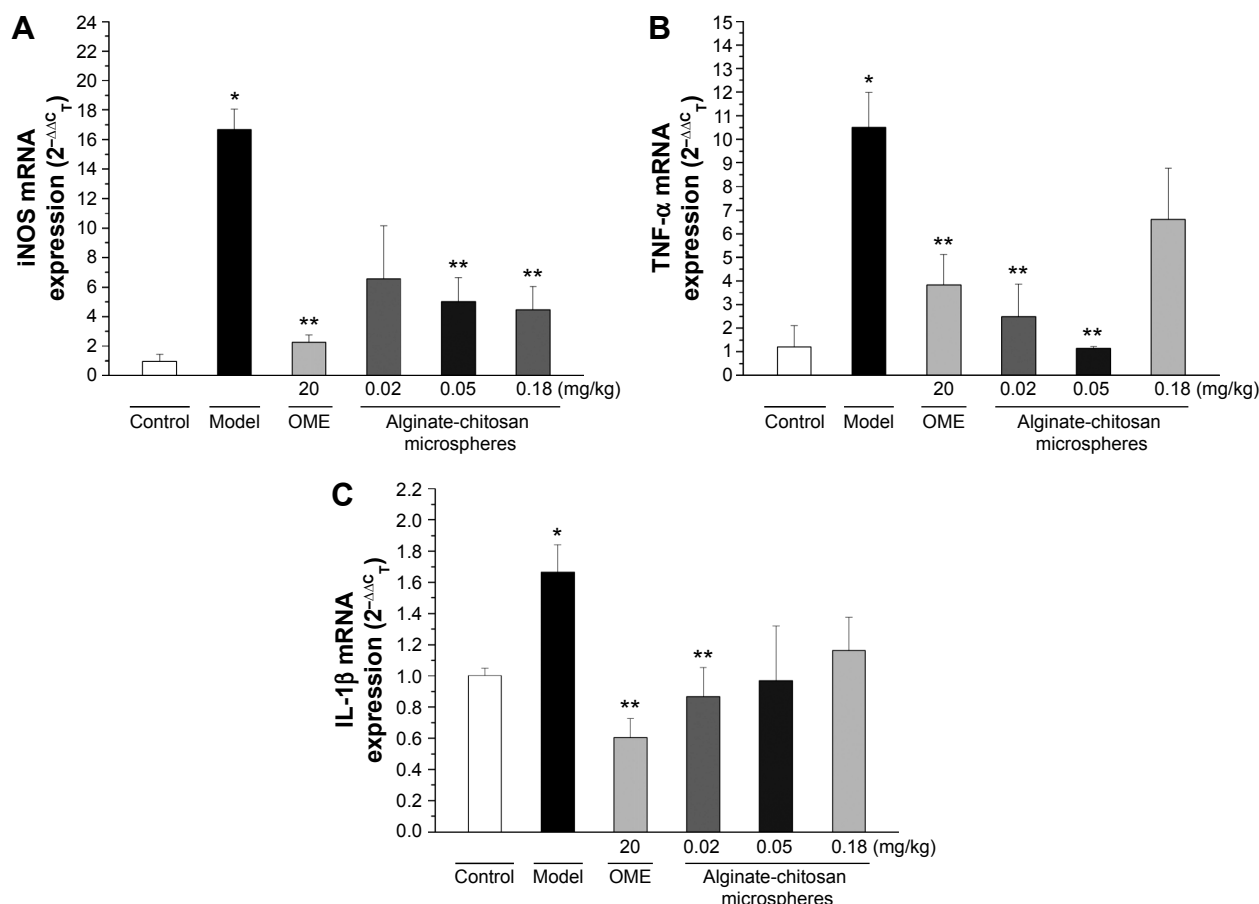 A
iNOS mRNA
expression (2⁻ΔΔCT)
24
22
20
18
16
14
12
10
8
6
4
2
0
*
**
**
**
20 0.02 0.05 0.18 (mg/kg)
Control Model OME Alginate-chitosan
microspheres
B
TNF-α mRNA
expression (2⁻ΔΔCT)
15
14
13
12
11
10
9
8
7
6
5
4
3
2
1
0
*
**
**
**
20 0.02 0.05 0.18 (mg/kg)
Control Model OME Alginate-chitosan
microspheres
C
IL-1β mRNA
expression (2⁻ΔΔCT)
2.2
2.0
1.8
1.6
1.4
1.2
1.0
0.8
0.6
0.4
0.2
0.0
*
**
**
20 0.02 0.05 0.18 (mg/kg)
Control Model OME Alginate-chitosan
microspheres